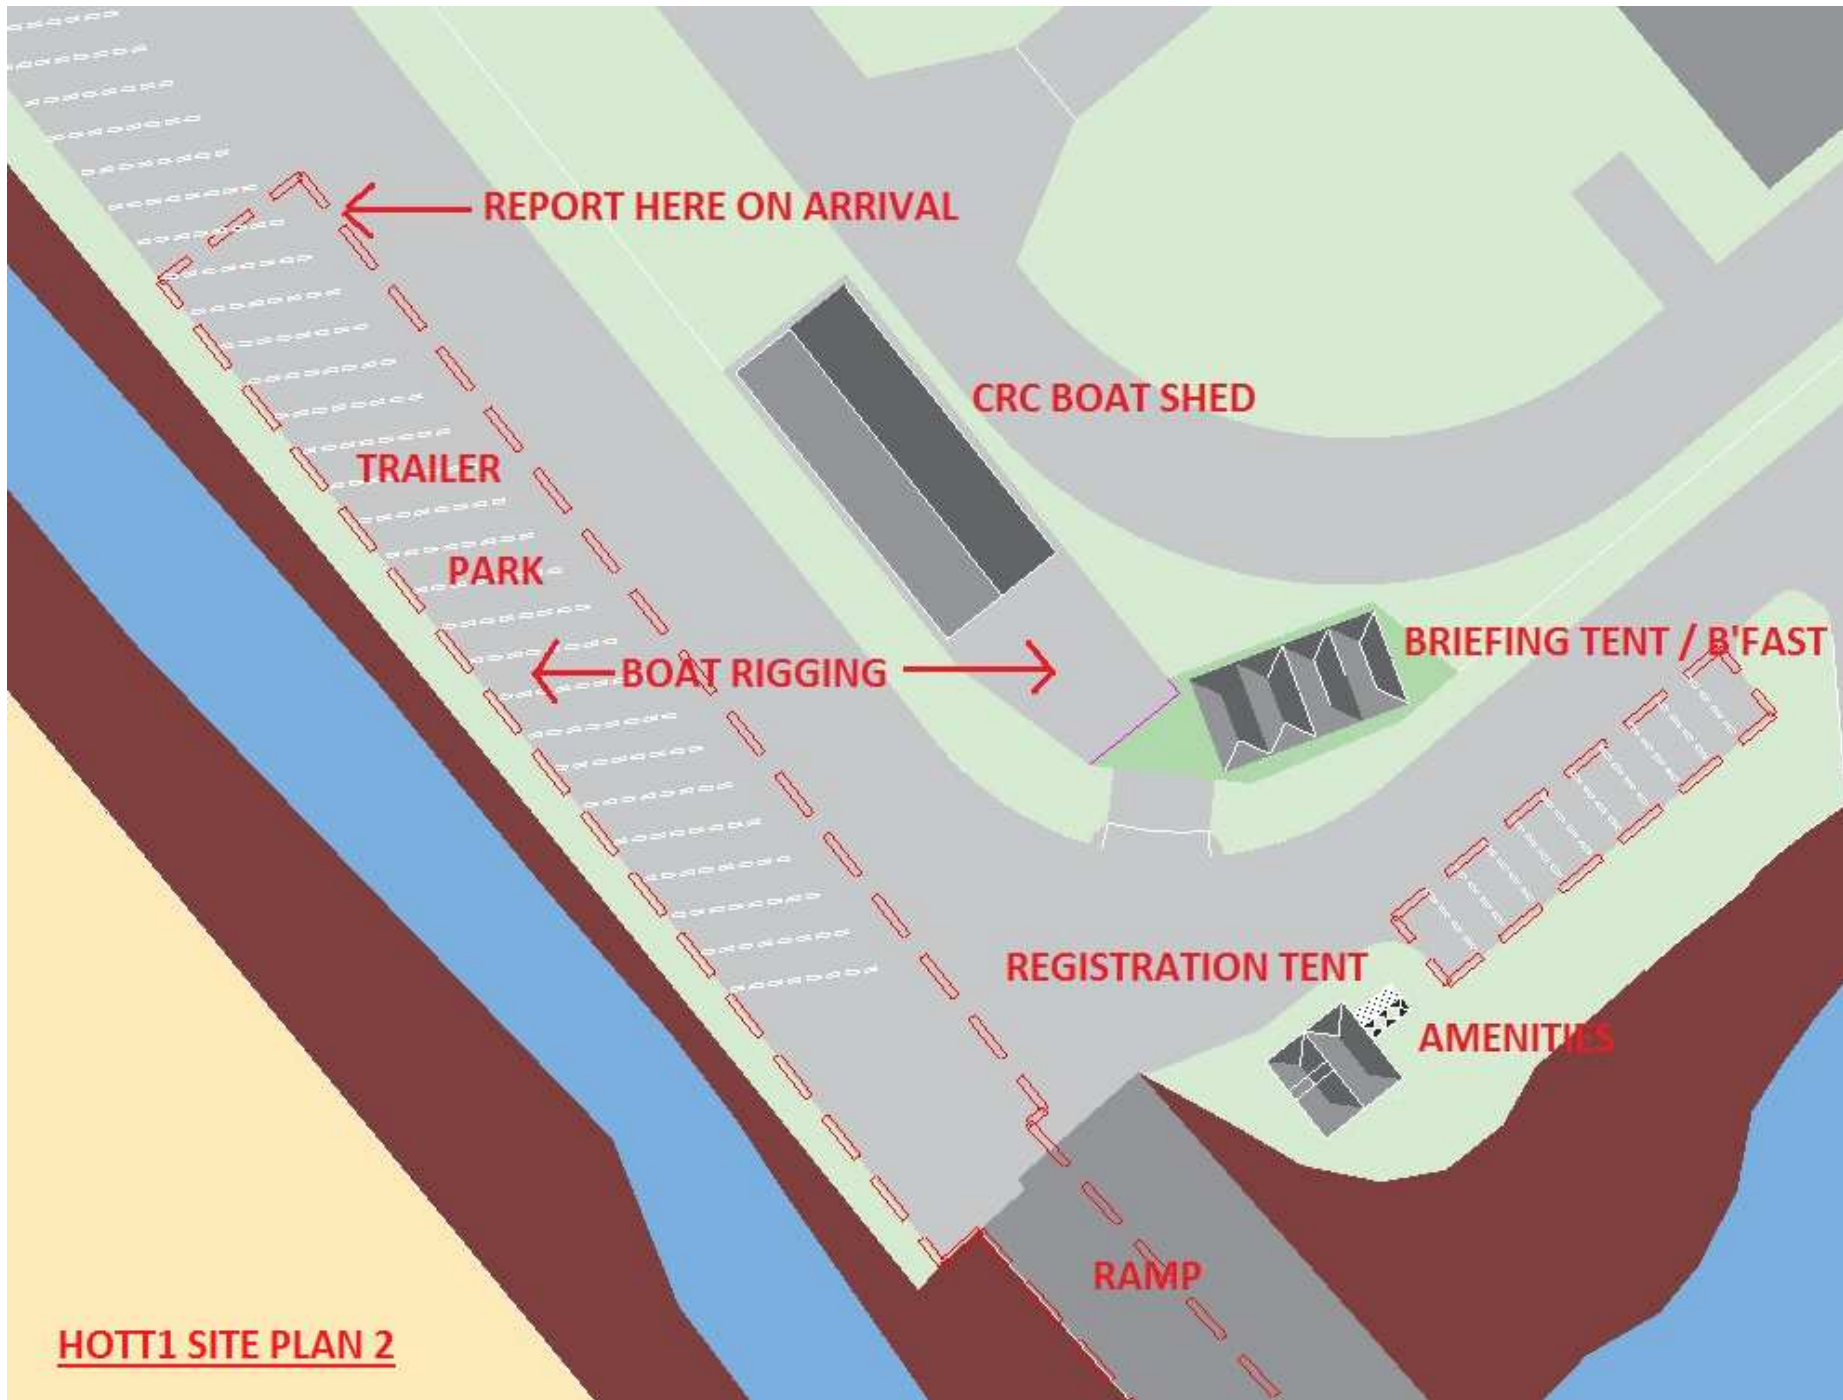 REPORT HERE ON ARRIVAL
CRC BOAT SHED
TRAILER
PARK
BRIEFING TENT / B'FAST
BOAT RIGGING
REGISTRATION TENT
AMENITIES
RAMP
HOTT1 SITE PLAN 2